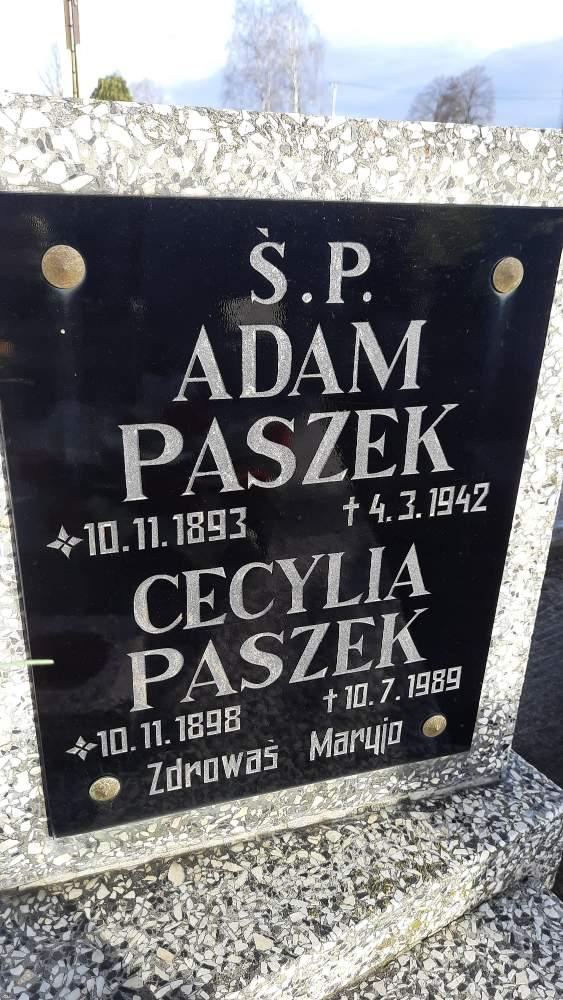 Ś.P.
ADAM
PASZEK
10.11.1893 † 4.3.1942
CECYLIA
PASZEK
10.11.1898 † 10.7.1989
Zdrowaś Maryjo